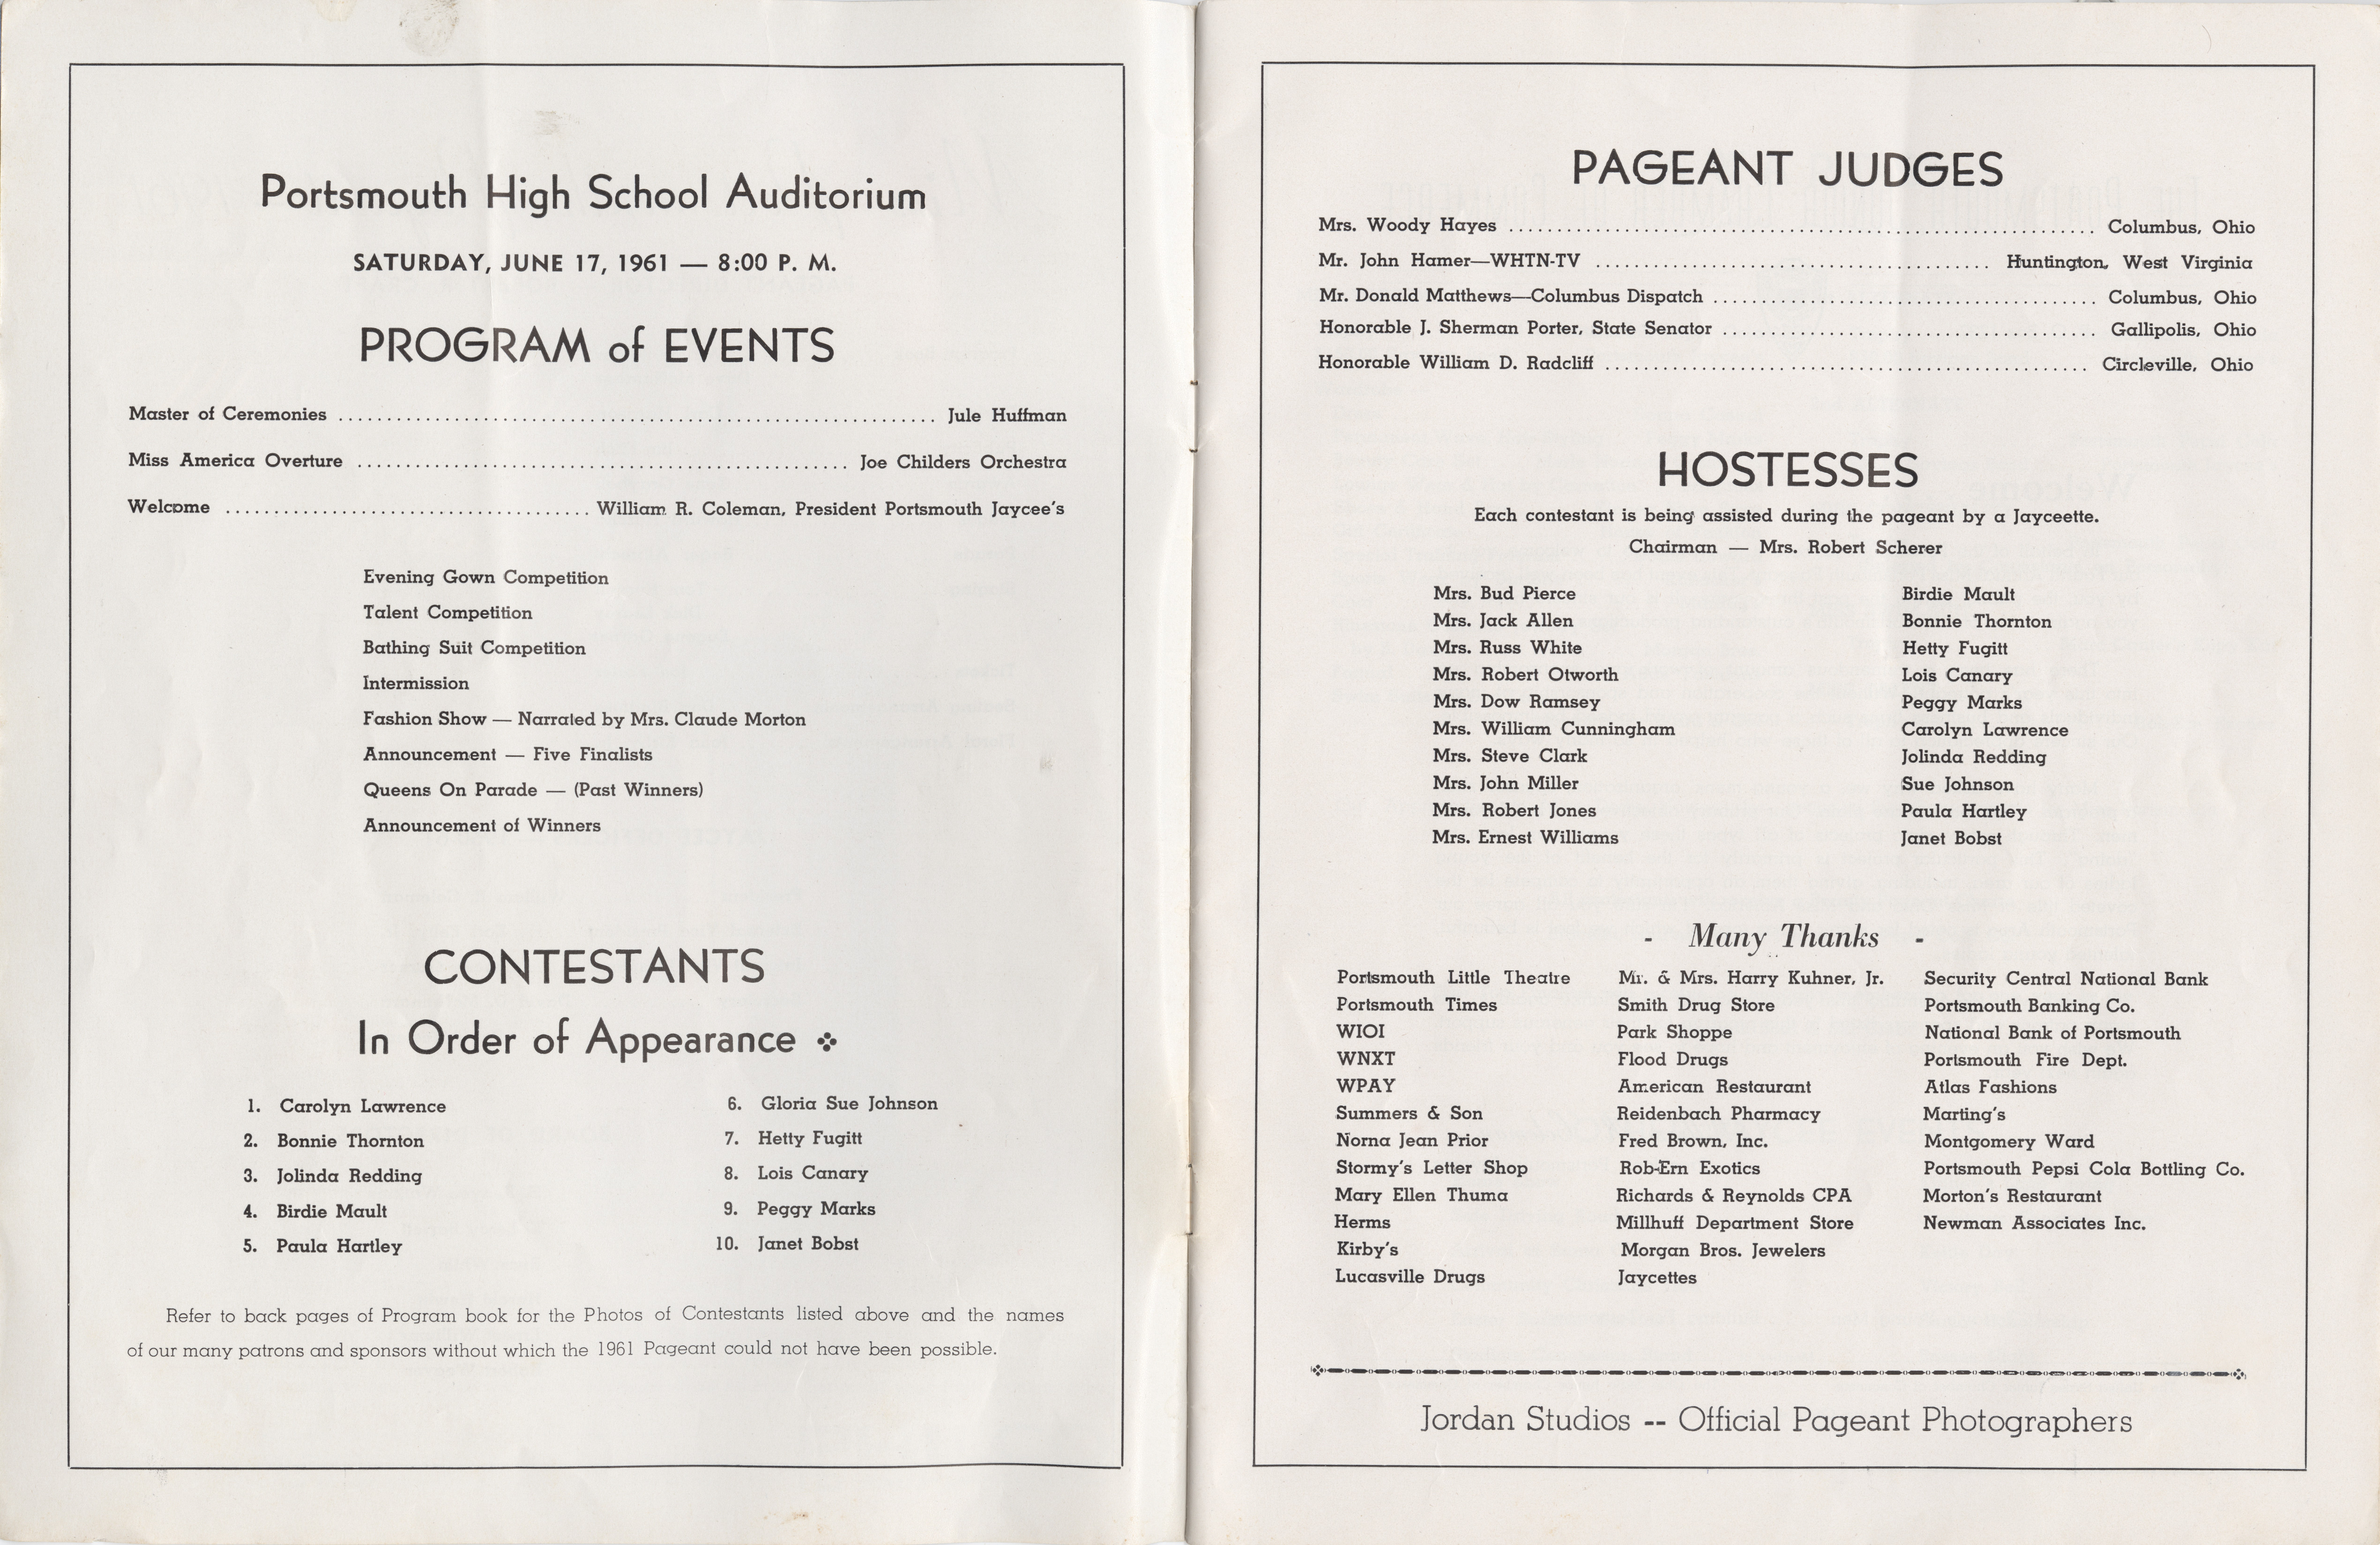 Portsmouth High School Auditorium
SATURDAY, JUNE 17, 1961 — 8:00 P. M.
PROGRAM of EVENTS
Master of Ceremonies ........ Jule Huffman
Miss America Overture ........ Joe Childers Orchestra
Welcome ........ William R. Coleman, President Portsmouth Jaycee's
Evening Gown Competition
Talent Competition
Bathing Suit Competition
Intermission
Fashion Show — Narrated by Mrs. Claude Morton
Announcement — Five Finalists
Queens On Parade — (Past Winners)
Announcement of Winners
CONTESTANTS
In Order of Appearance
1. Carolyn Lawrence
2. Bonnie Thornton
3. Jolinda Redding
4. Birdie Mault
5. Paula Hartley
6. Gloria Sue Johnson
7. Hetty Fugitt
8. Lois Canary
9. Peggy Marks
10. Janet Bobst
Refer to back pages of Program book for the Photos of Contestants listed above and the names
of our many patrons and sponsors without which the 1961 Pageant could not have been possible.
PAGEANT JUDGES
Mrs. Woody Hayes ........ Columbus, Ohio
Mr. John Hamer—WHTN-TV ........ Huntington, West Virginia
Mr. Donald Matthews—Columbus Dispatch ........ Columbus, Ohio
Honorable J. Sherman Porter, State Senator ........ Gallipolis, Ohio
Honorable William D. Radcliff ........ Circleville, Ohio
HOSTESSES
Each contestant is being assisted during the pageant by a Jayceette.
Chairman — Mrs. Robert Scherer
Mrs. Bud Pierce Birdie Mault
Mrs. Jack Allen Bonnie Thornton
Mrs. Russ White Hetty Fugitt
Mrs. Robert Otworth Lois Canary
Mrs. Dow Ramsey Peggy Marks
Mrs. William Cunningham Carolyn Lawrence
Mrs. Steve Clark Jolinda Redding
Mrs. John Miller Sue Johnson
Mrs. Robert Jones Paula Hartley
Mrs. Ernest Williams Janet Bobst
- Many Thanks -
Portsmouth Little Theatre
Portsmouth Times
WIOI
WNXT
WPAY
Summers & Son
Norna Jean Prior
Stormy's Letter Shop
Mary Ellen Thuma
Herms
Kirby's
Lucasville Drugs
Mr. & Mrs. Harry Kuhner, Jr.
Smith Drug Store
Park Shoppe
Flood Drugs
American Restaurant
Reidenbach Pharmacy
Fred Brown, Inc.
Rob-Ern Exotics
Richards & Reynolds CPA
Millhuff Department Store
Morgan Bros. Jewelers
Jaycettes
Security Central National Bank
Portsmouth Banking Co.
National Bank of Portsmouth
Portsmouth Fire Dept.
Atlas Fashions
Marting's
Montgomery Ward
Portsmouth Pepsi Cola Bottling Co.
Morton's Restaurant
Newman Associates Inc.
Jordan Studios -- Official Pageant Photographers